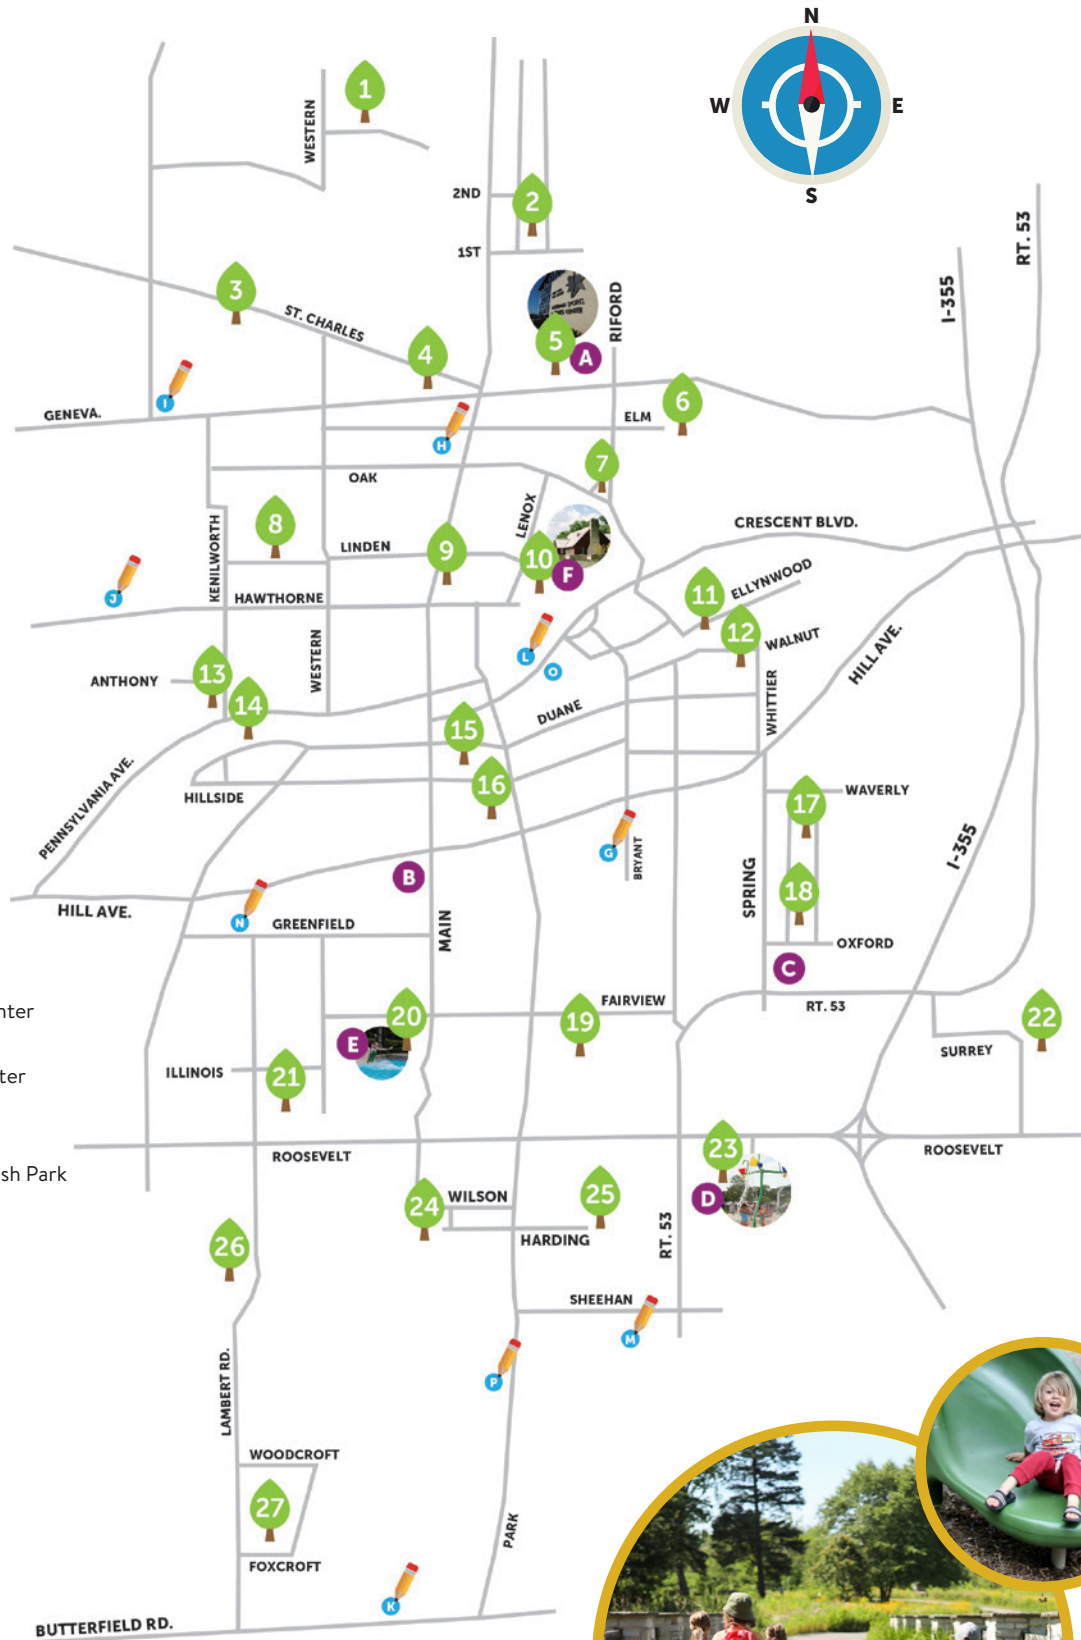 N
W
E
S
1
WESTERN
2ND
2
1ST
RT. 53
I-355
3
ST. CHARLES
RIFORD
4
5
A
I
GENEVA.
6
ELM
H
7
OAK
LENOX
8
KENILWORTH
LINDEN
9
10
F
CRESCENT BLVD.
J
HAWTHORNE
11
ELLYNWOOD
12
WALNUT
HILL AVE.
L
O
ANTHONY
13
WESTERN
14
15
DUANE
WHITTIER
PENNSYLVANIA AVE.
HILLSIDE
16
17
WAVERLY
G
BRYANT
I-355
B
18
SPRING
HILL AVE.
N
GREENFIELD
MAIN
OXFORD
C
nter
20
19
FAIRVIEW
RT. 53
22
E
SURREY
ter
ILLINOIS
21
ROOSEVELT
23
ROOSEVELT
sh Park
24
WILSON
25
D
HARDING
RT. 53
26
SHEEHAN
M
P
LAMBERT RD.
WOODCROFT
27
PARK
FOXCROFT
K
BUTTERFIELD RD.